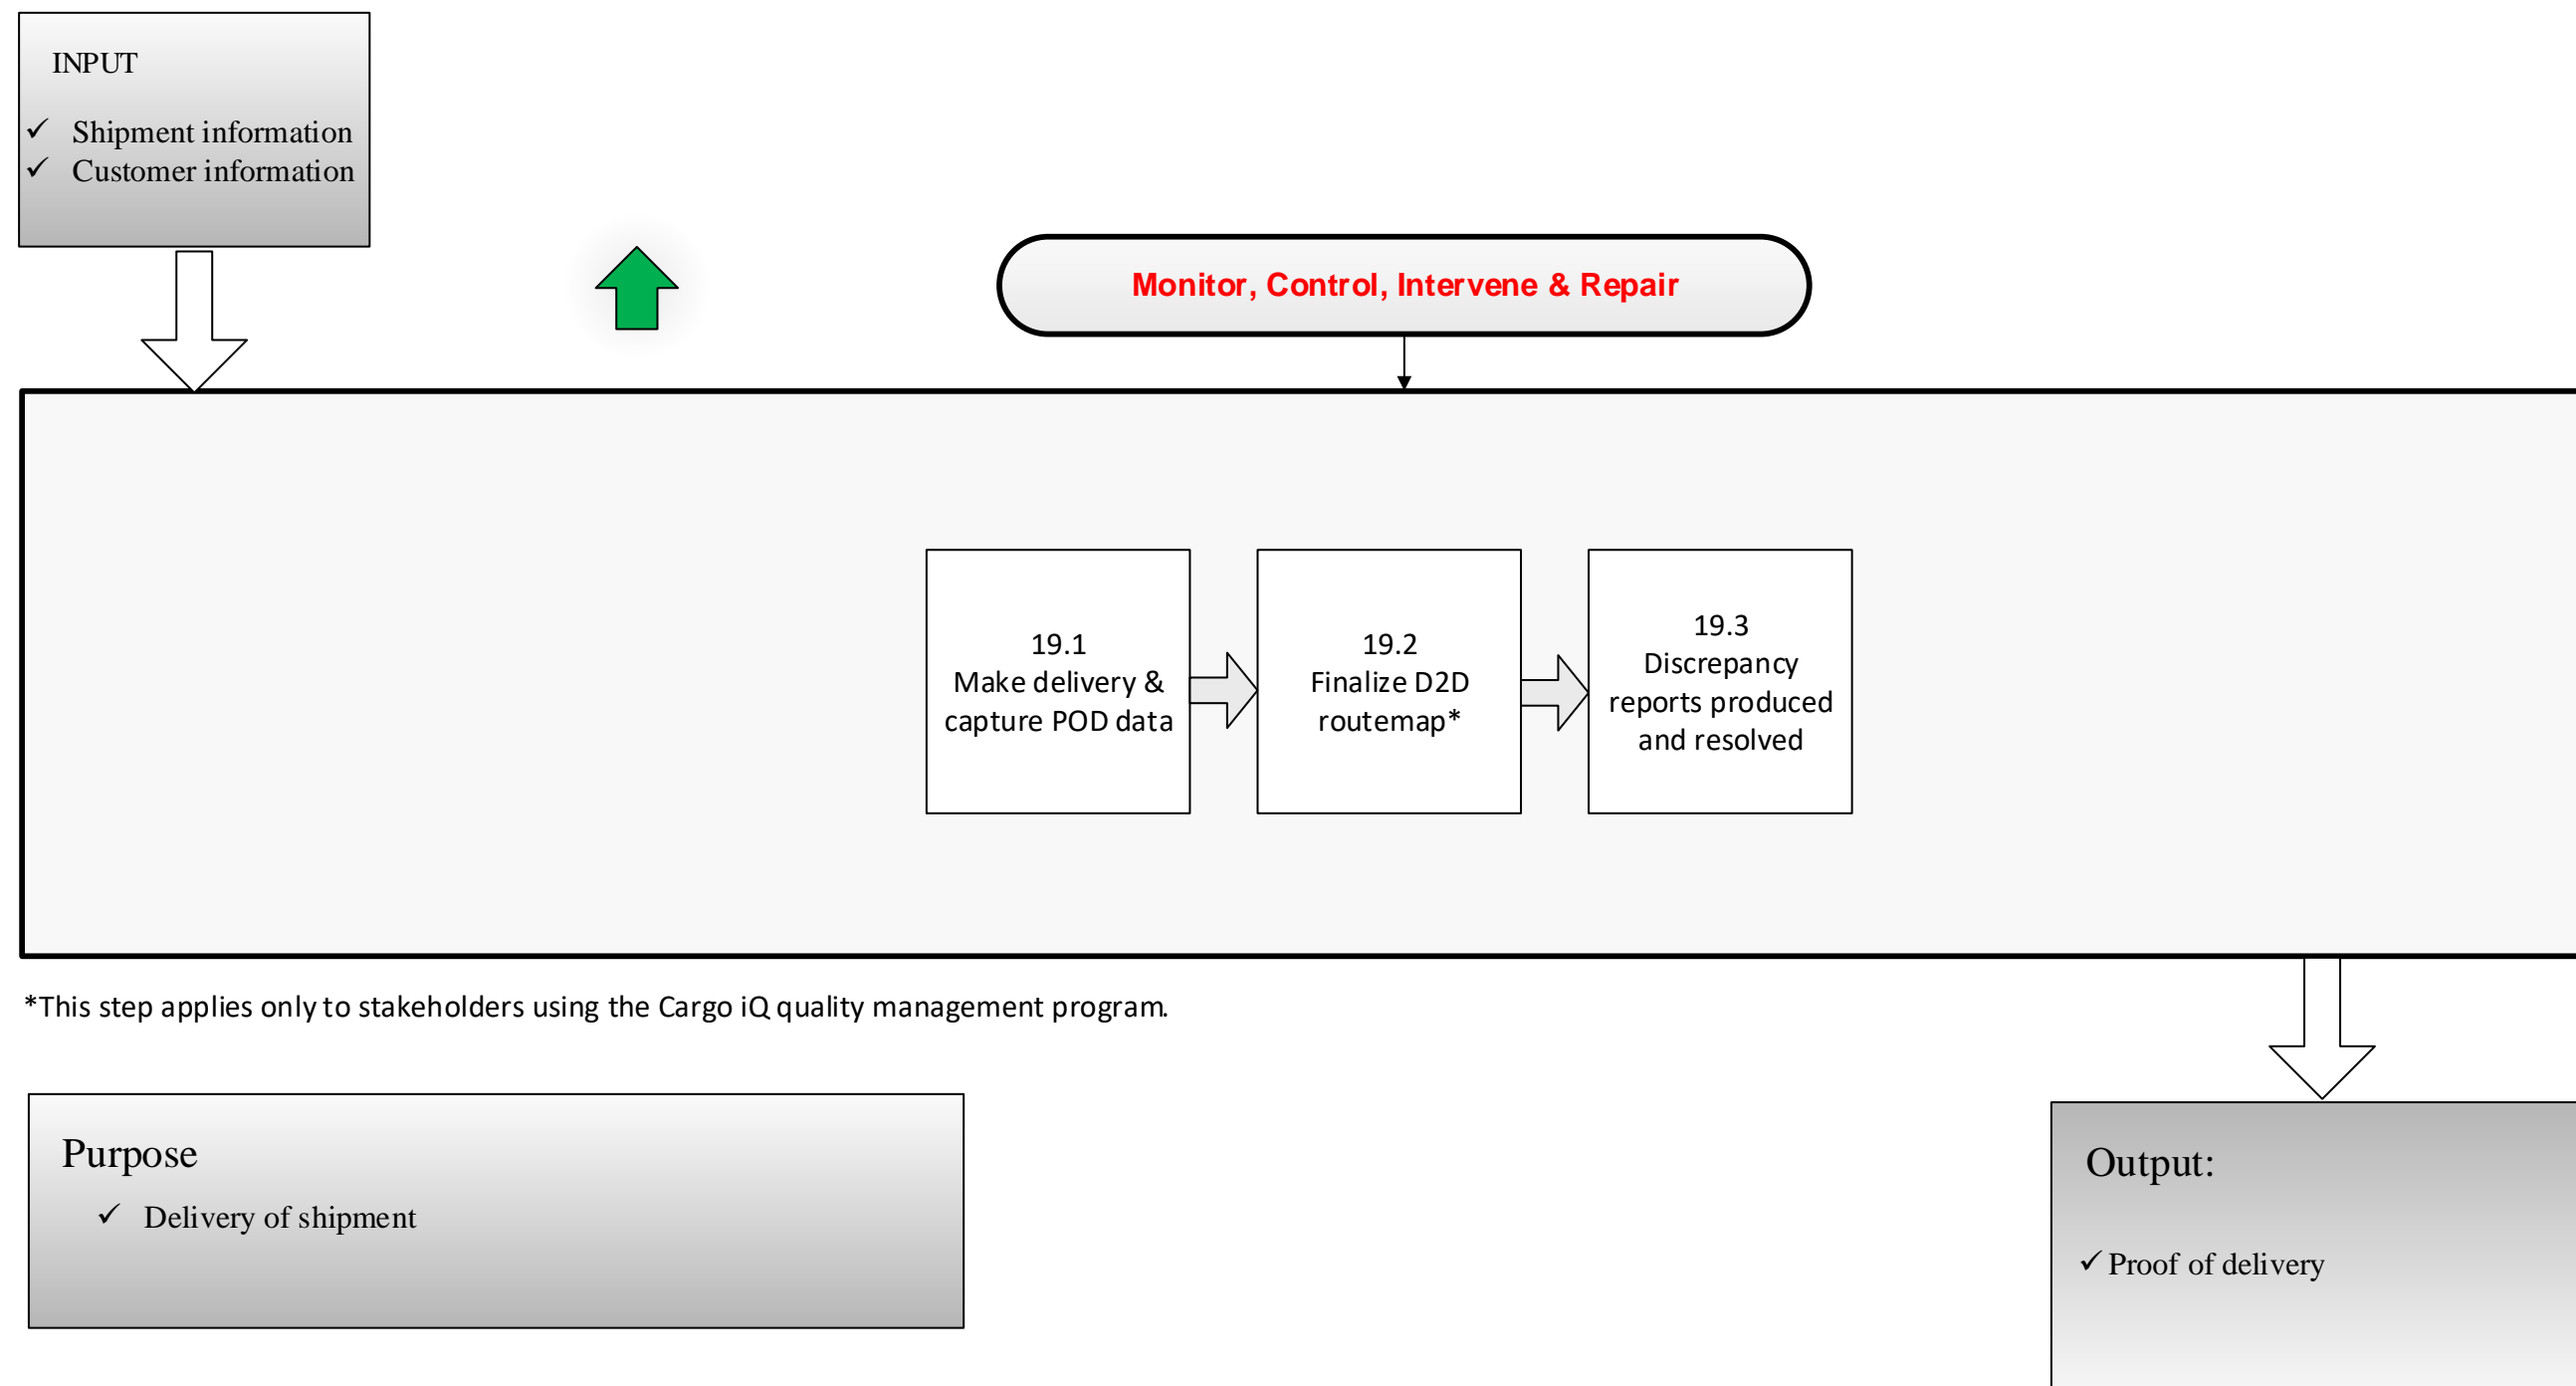 INPUT
✓ Shipment information
✓ Customer information
Monitor, Control, Intervene & Repair
19.1
Make delivery &
capture POD data
19.2
Finalize D2D
routemap*
19.3
Discrepancy
reports produced
and resolved
*This step applies only to stakeholders using the Cargo iQ quality management program.
Purpose
✓ Delivery of shipment
Output:
✓ Proof of delivery